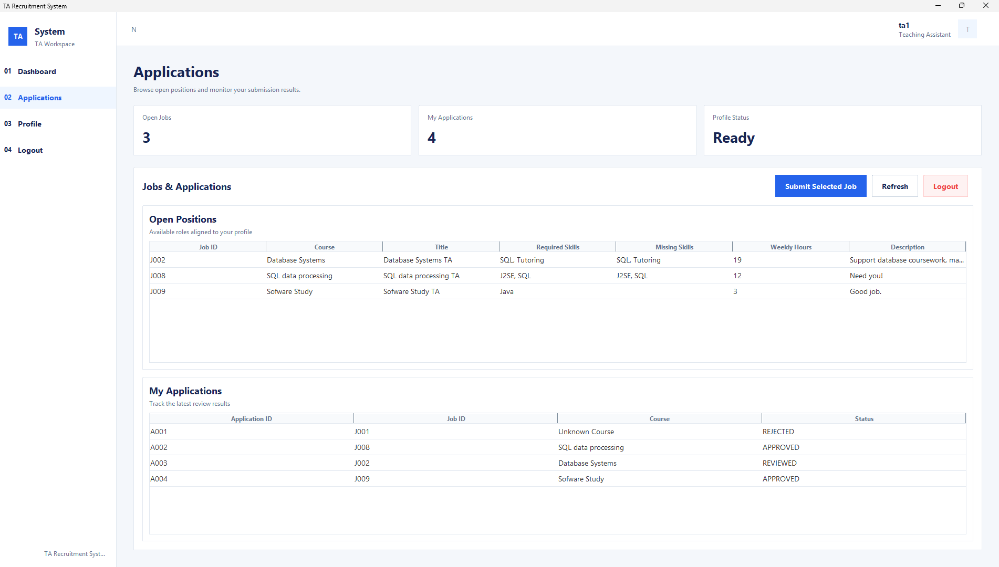 TA Recruitment System
TA
System
TA Workspace
01 Dashboard
02 Applications
03 Profile
04 Logout
TA Recruitment Syst...
N
ta1
Teaching Assistant
T
Applications
Browse open positions and monitor your submission results.
Open Jobs
3
My Applications
4
Profile Status
Ready
Jobs & Applications
Submit Selected Job
Refresh
Logout
Open Positions
Available roles aligned to your profile
Job ID Course Title Required Skills Missing Skills Weekly Hours Description
J002 Database Systems Database Systems TA SQL, Tutoring SQL, Tutoring 19 Support database coursework, ma...
J008 SQL data processing SQL data processing TA J2SE, SQL J2SE, SQL 12 Need you!
J009 Sofware Study Sofware Study TA Java 3 Good job.
My Applications
Track the latest review results
Application ID Job ID Course Status
A001 J001 Unknown Course REJECTED
A002 J008 SQL data processing APPROVED
A003 J002 Database Systems REVIEWED
A004 J009 Sofware Study APPROVED